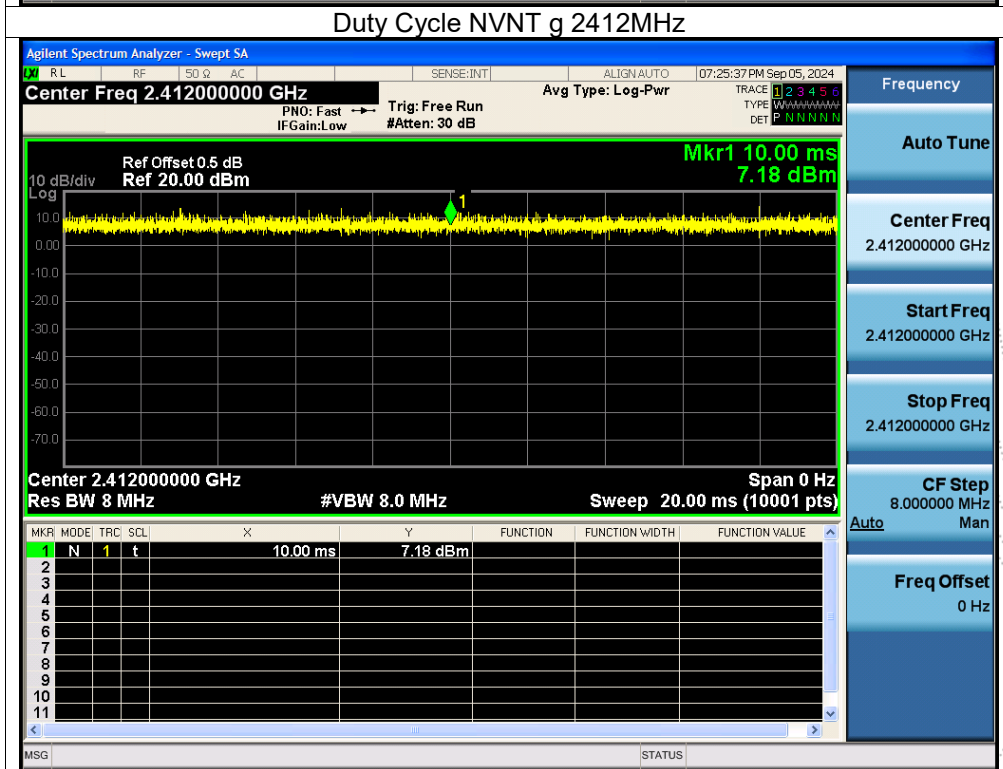 Duty Cycle NVNT g 2412MHz
Agilent Spectrum Analyzer - Swept SA
LXI RL RF 50 Ω AC SENSE:INT ALIGN AUTO 07:25:37 PM Sep 05, 2024
Center Freq 2.412000000 GHz Avg Type: Log-Pwr TRACE 1 2 3 4 5 6
PNO: Fast Trig: Free Run TYPE WWWWWW
IFGain:Low #Atten: 30 dB DET P N N N N N
Frequency
Mkr1 10.00 ms
Ref Offset 0.5 dB
10 dB/div Ref 20.00 dBm 7.18 dBm
Log
1
10.0
0.00
-10.0
-20.0
-30.0
-40.0
-50.0
-60.0
-70.0
Center 2.412000000 GHz Span 0 Hz
Res BW 8 MHz #VBW 8.0 MHz Sweep 20.00 ms (10001 pts)
MKR MODE TRC SCL X Y FUNCTION FUNCTION WIDTH FUNCTION VALUE
1 N 1 t 10.00 ms 7.18 dBm
2
3
4
5
6
7
8
9
10
11
MSG STATUS
Auto Tune
Center Freq
2.412000000 GHz
Start Freq
2.412000000 GHz
Stop Freq
2.412000000 GHz
CF Step
8.000000 MHz
Auto Man
Freq Offset
0 Hz